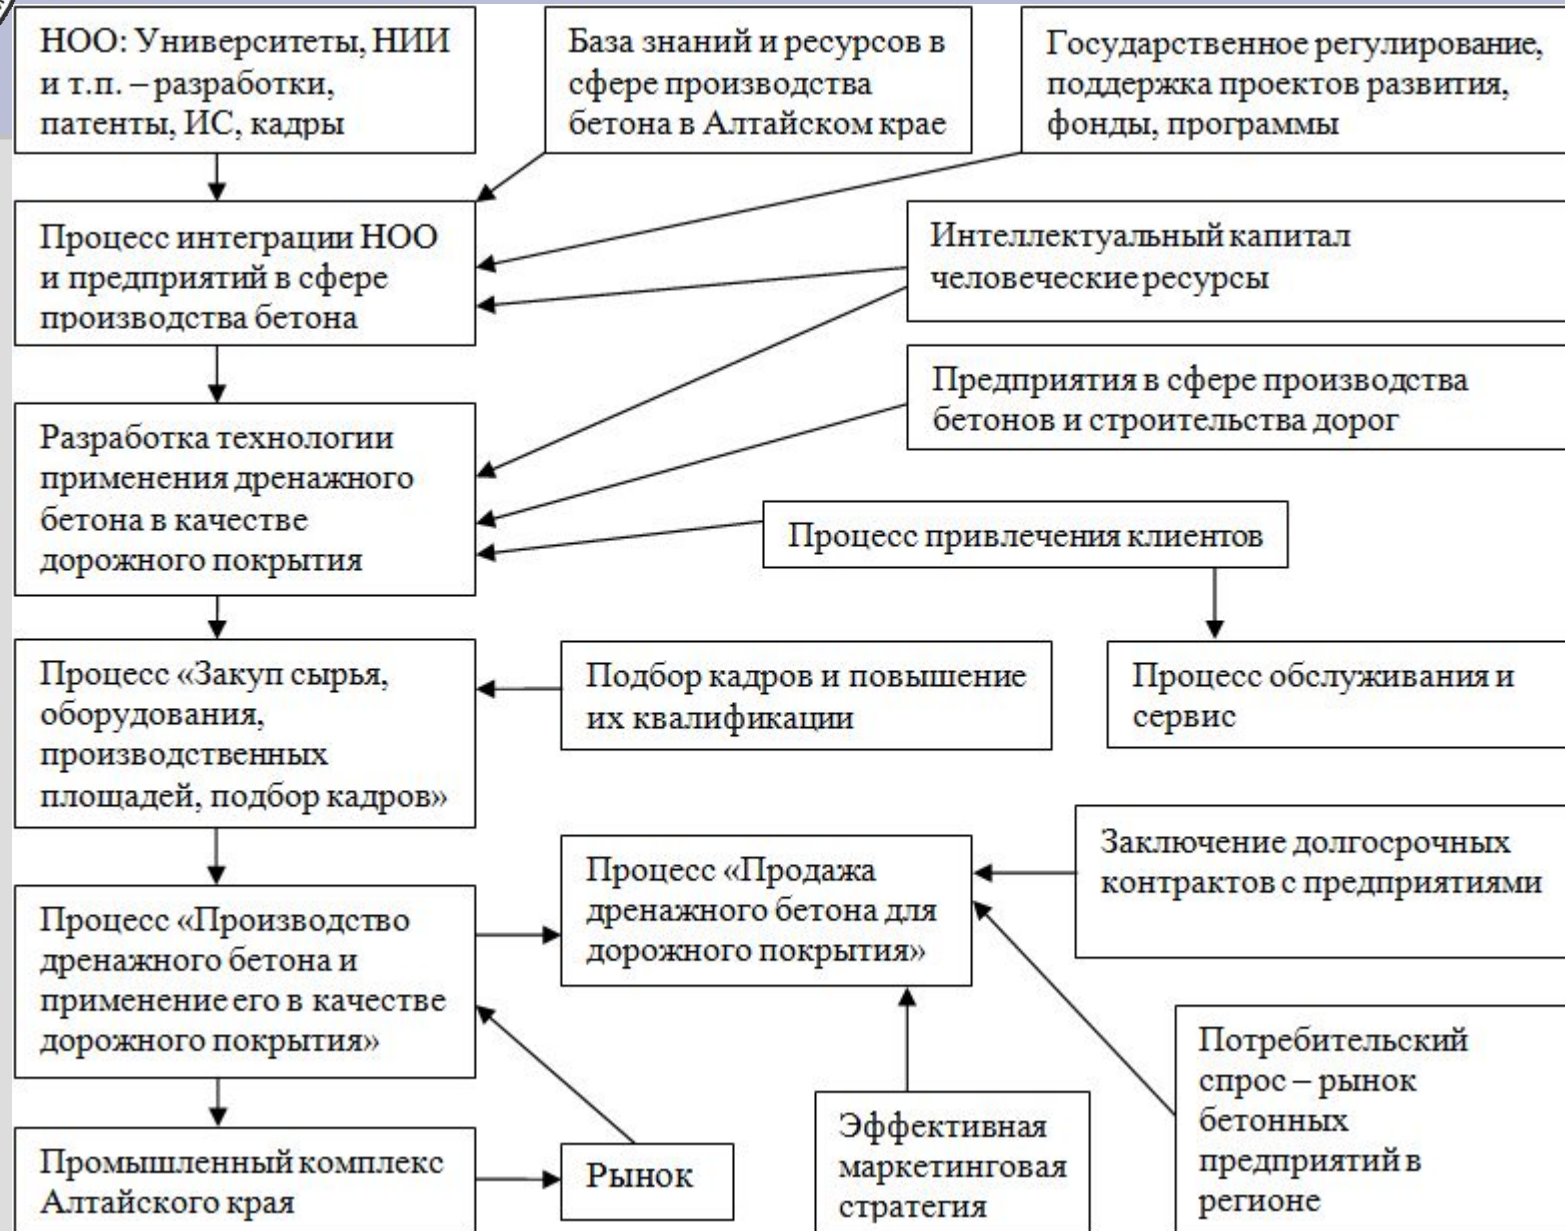 НОО: Университеты, НИИ
и т.п. – разработки,
патенты, ИС, кадры
База знаний и ресурсов в
сфере производства
бетона в Алтайском крае
Государственное регулирование,
поддержка проектов развития,
фонды, программы
Процесс интеграции НОО
и предприятий в сфере
производства бетона
Интеллектуальный капитал
человеческие ресурсы
Предприятия в сфере производства
бетонов и строительства дорог
Разработка технологии
применения дренажного
бетона в качестве
дорожного покрытия
Процесс привлечения клиентов
Процесс «Закуп сырья,
оборудования,
производственных
площадей, подбор кадров»
Подбор кадров и повышение
их квалификации
Процесс обслуживания и
сервис
Процесс «Продажа
дренажного бетона для
дорожного покрытия»
Заключение долгосрочных
контрактов с предприятиями
Процесс «Производство
дренажного бетона и
применение его в качестве
дорожного покрытия»
Потребительский
спрос – рынок
бетонных
предприятий в
регионе
Эффективная
маркетинговая
стратегия
Промышленный комплекс
Алтайского края
Рынок